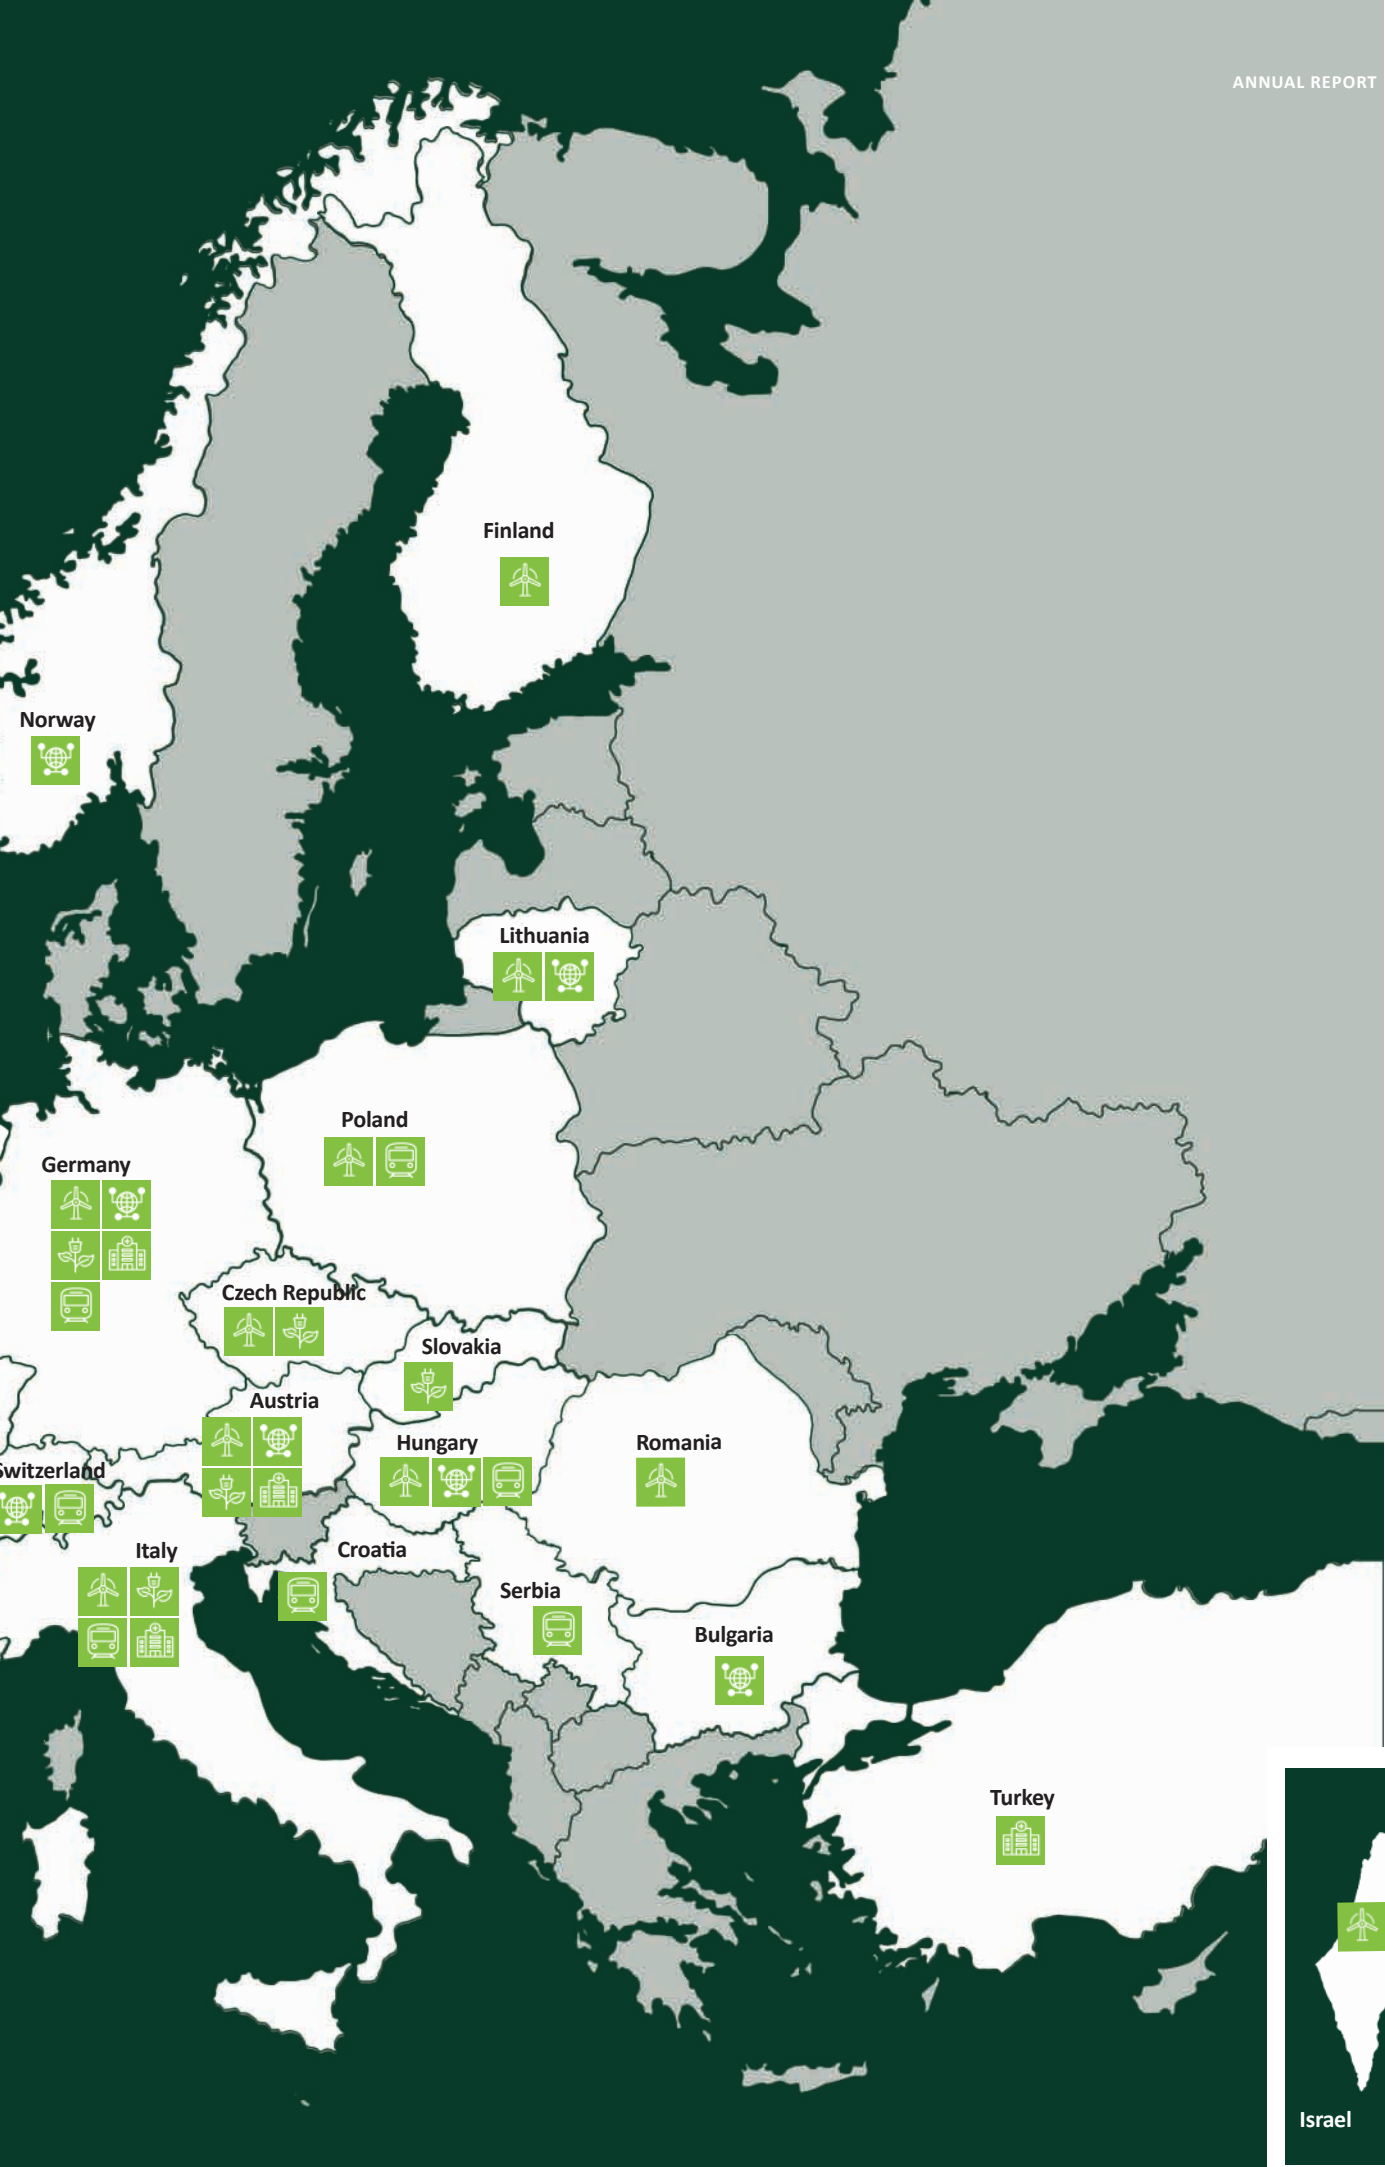 ANNUAL REPORT
Finland
Norway
Lithuania
Poland
Germany
Czech Republic
Slovakia
Austria
Hungary
Romania
Switzerland
Italy
Croatia
Serbia
Bulgaria
Turkey
Israel